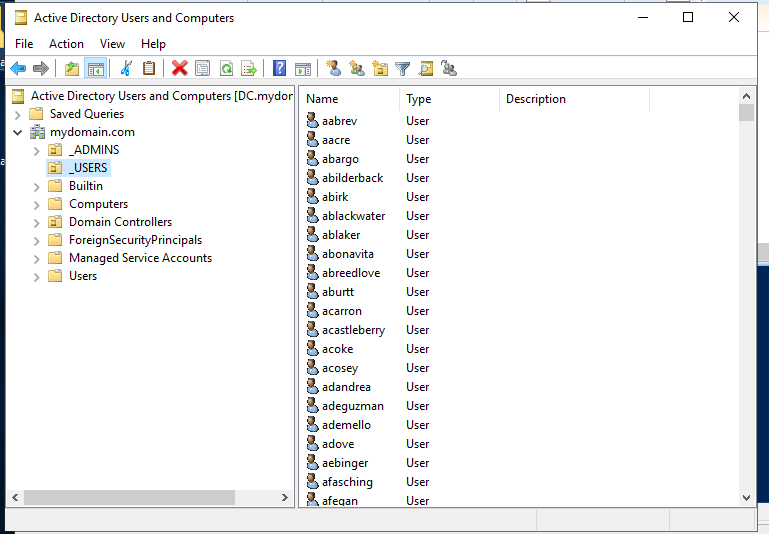 Active Directory Users and Computers
File Action View Help
Active Directory Users and Computers [DC.mydon
Saved Queries
mydomain.com
_ADMINS
_USERS
Builtin
Computers
Domain Controllers
ForeignSecurityPrincipals
Managed Service Accounts
Users
Name Type Description
aabrev User
aacre User
abargo User
abilderback User
abirk User
ablackwater User
ablaker User
abonavita User
abreedlove User
aburtt User
acarron User
acastleberry User
acoke User
acosey User
adandrea User
adeguzman User
ademello User
adove User
aebinger User
afasching User
afegan User